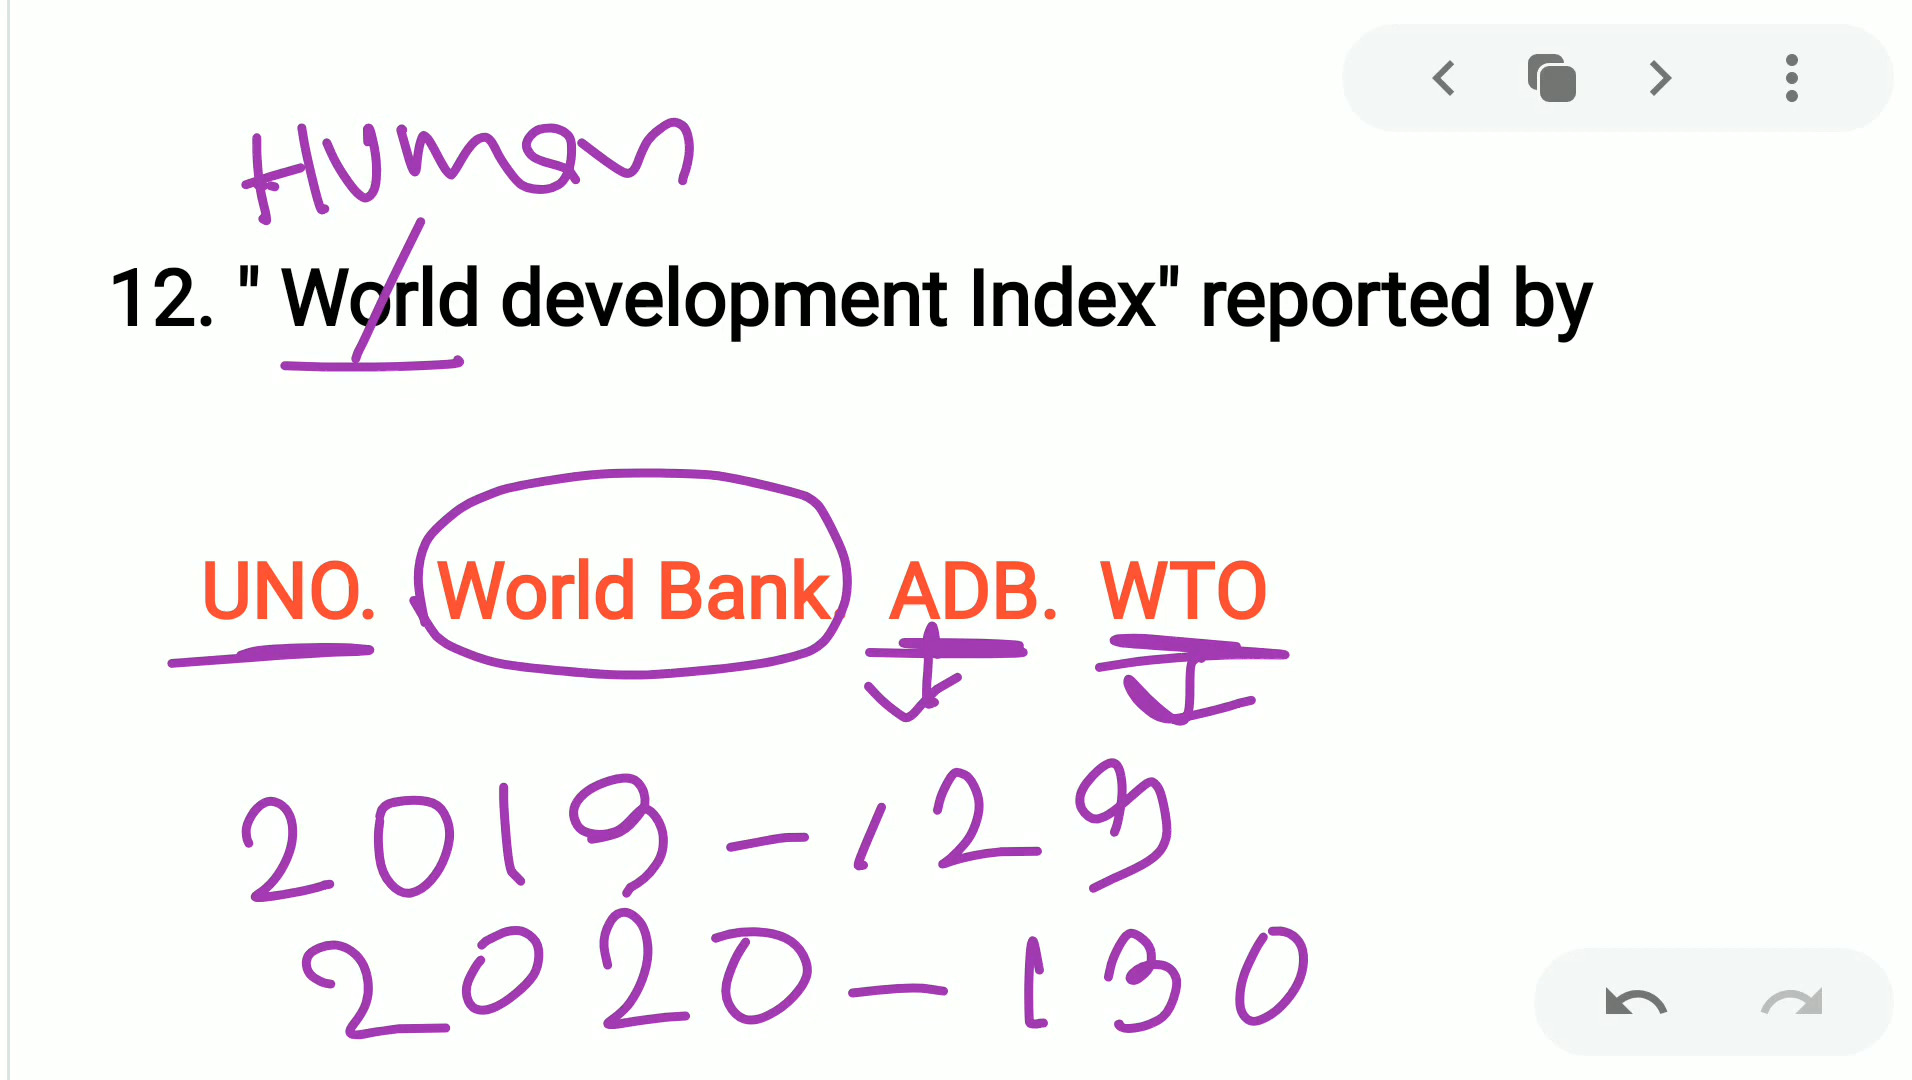 Human
12. " World development Index" reported by
UNO. World Bank ADB. WTO
2019-129
2020-130